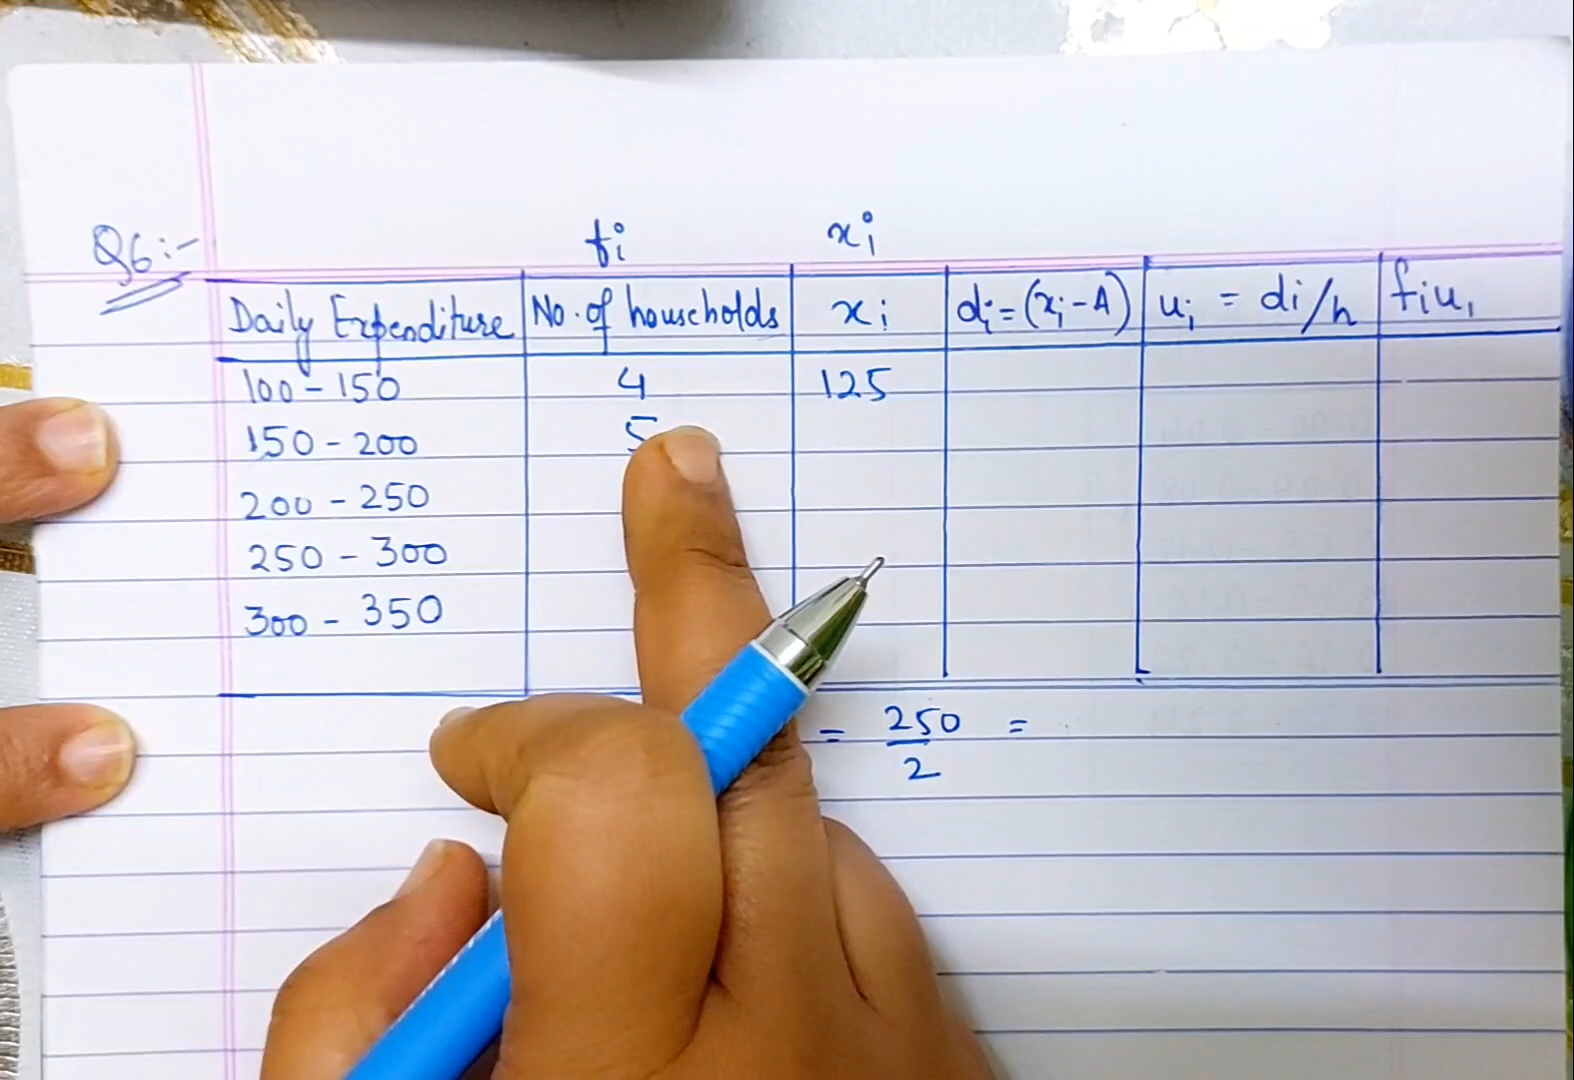 Q6:-
fi xi
Daily Expenditure No. of households xi di = (xi - A) ui = di/h fiui
100 - 150 4 125
150 - 200 5
200 - 250
250 - 300
300 - 350
= 250/2 =